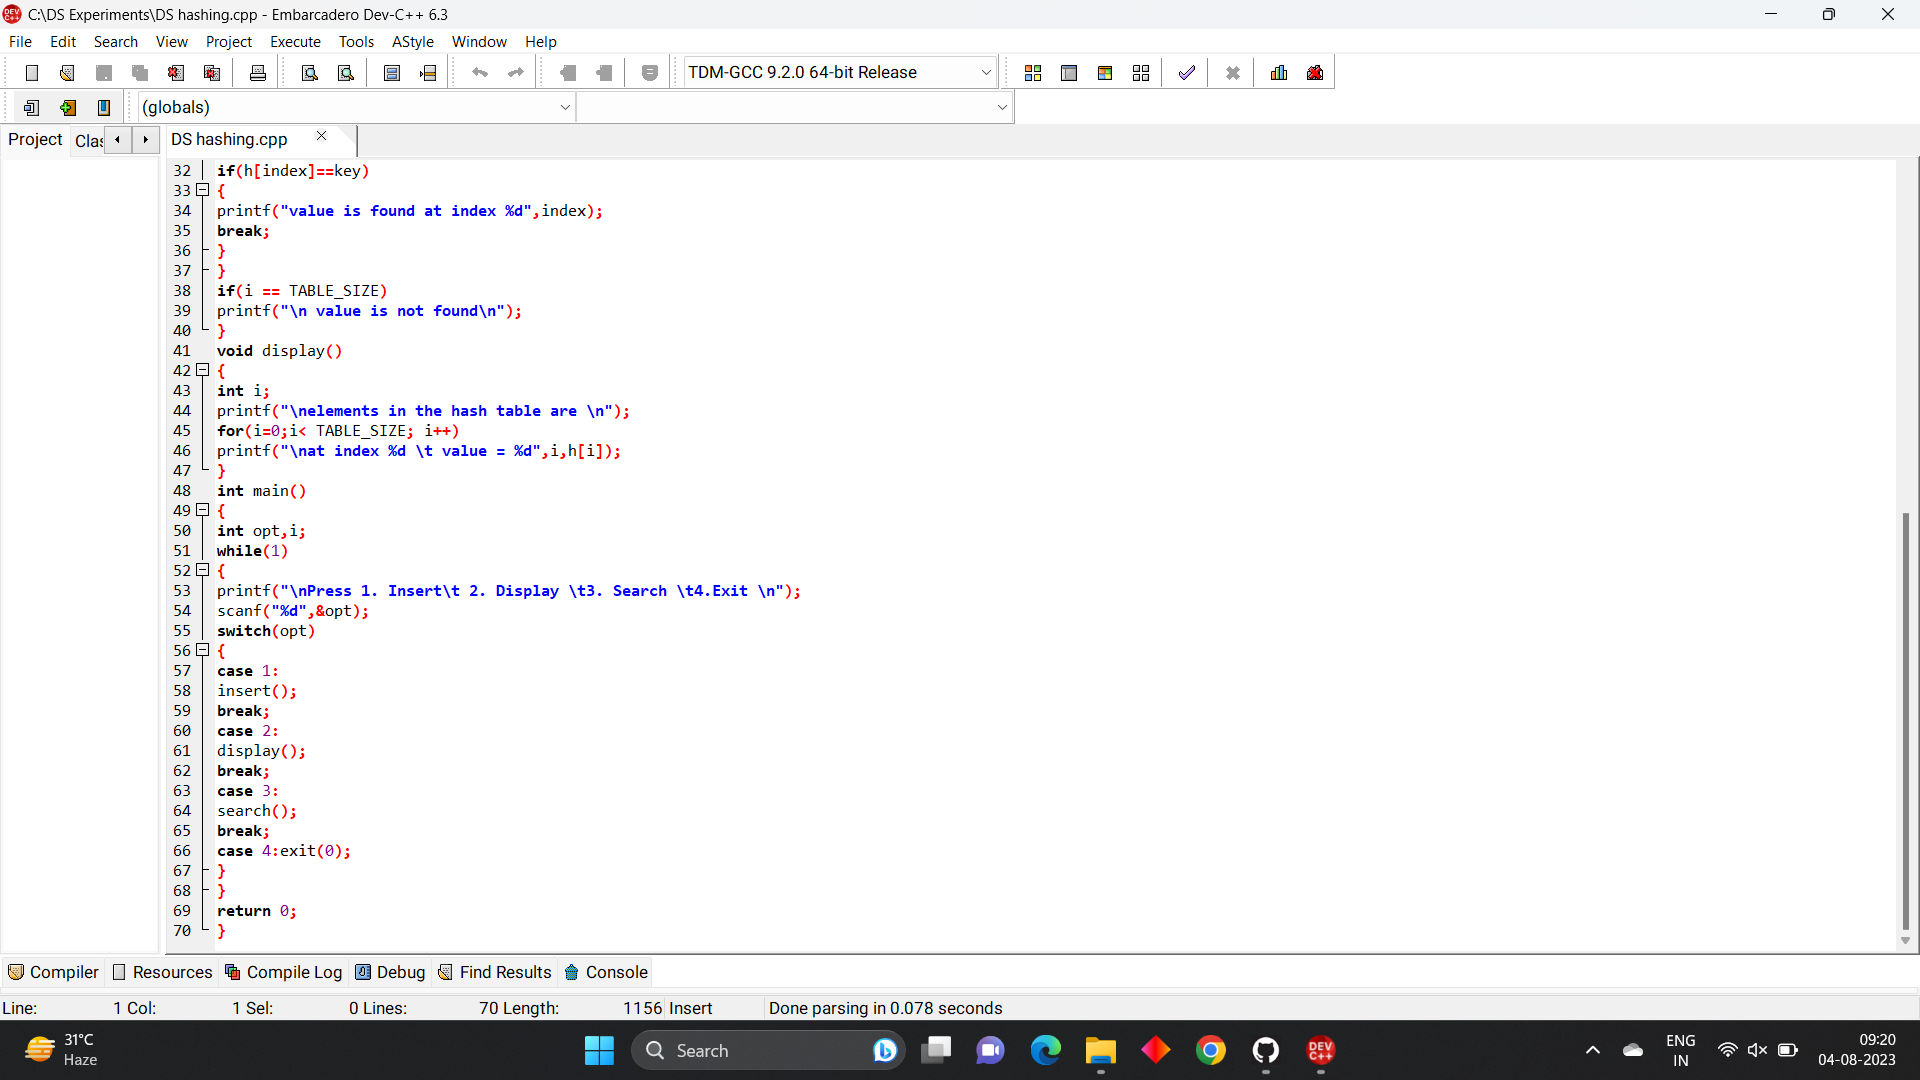 C:\DS Experiments\DS hashing.cpp - Embarcadero Dev-C++ 6.3
File Edit Search View Project Execute Tools AStyle Window Help
TDM-GCC 9.2.0 64-bit Release
(globals)
Project Clas DS hashing.cpp
32 if(h[index]==key)
33 {
34 printf("value is found at index %d",index);
35 break;
36 }
37 }
38 if(i == TABLE_SIZE)
39 printf("\n value is not found\n");
40 }
41 void display()
42 {
43 int i;
44 printf("\nelements in the hash table are \n");
45 for(i=0;i< TABLE_SIZE; i++)
46 printf("\nat index %d \t value = %d",i,h[i]);
47 }
48 int main()
49 {
50 int opt,i;
51 while(1)
52 {
53 printf("\nPress 1. Insert\t 2. Display \t3. Search \t4.Exit \n");
54 scanf("%d",&opt);
55 switch(opt)
56 {
57 case 1:
58 insert();
59 break;
60 case 2:
61 display();
62 break;
63 case 3:
64 search();
65 break;
66 case 4:exit(0);
67 }
68 }
69 return 0;
70 }
Compiler Resources Compile Log Debug Find Results Console
Line: 1 Col: 1 Sel: 0 Lines: 70 Length: 1156 Insert Done parsing in 0.078 seconds
31°C
Haze
Search
DEV
C++
ENG
IN
09:20
04-08-2023